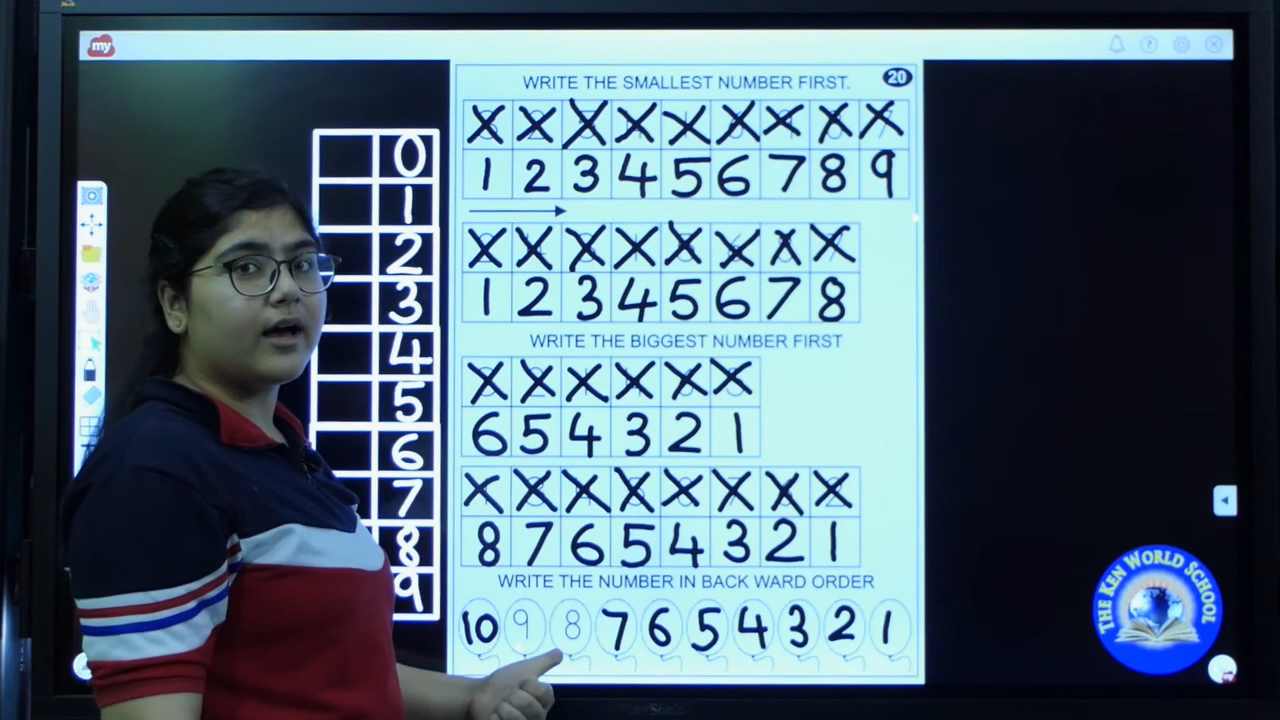 my
WRITE THE SMALLEST NUMBER FIRST.
20
1 2 3 4 5 6 7 8 9
1 2 3 4 5 6 7 8
WRITE THE BIGGEST NUMBER FIRST
6 5 4 3 2 1
8 7 6 5 4 3 2 1
WRITE THE NUMBER IN BACK WARD ORDER
10 9 8 7 6 5 4 3 2 1
0
1
2
3
4
5
6
7
8
9
THE KEN WORLD SCHOOL